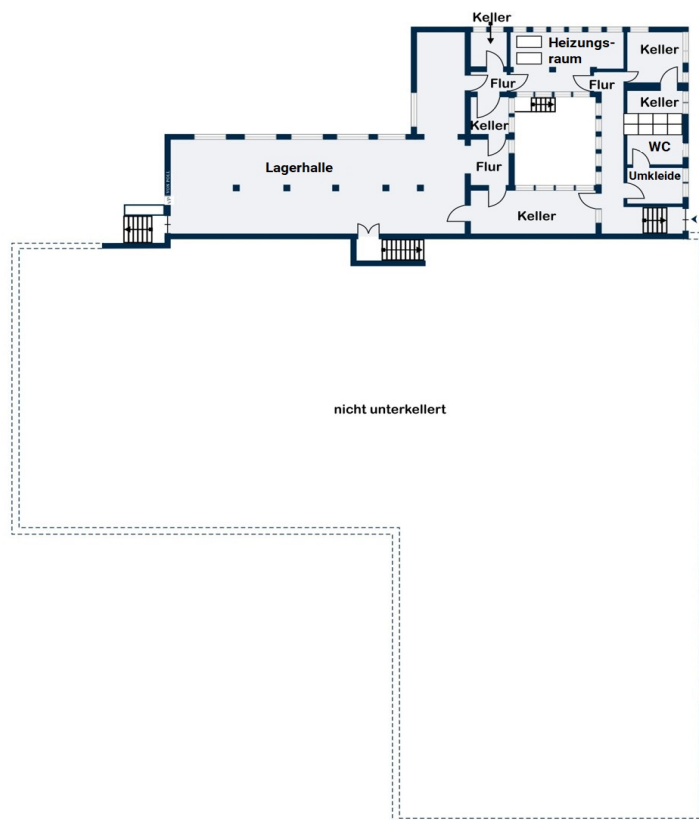 Keller
Heizungs-
raum
Keller
Flur
Flur
Keller
Keller
WC
Lagerhalle
Flur
Umkleide
Keller
nicht unterkellert